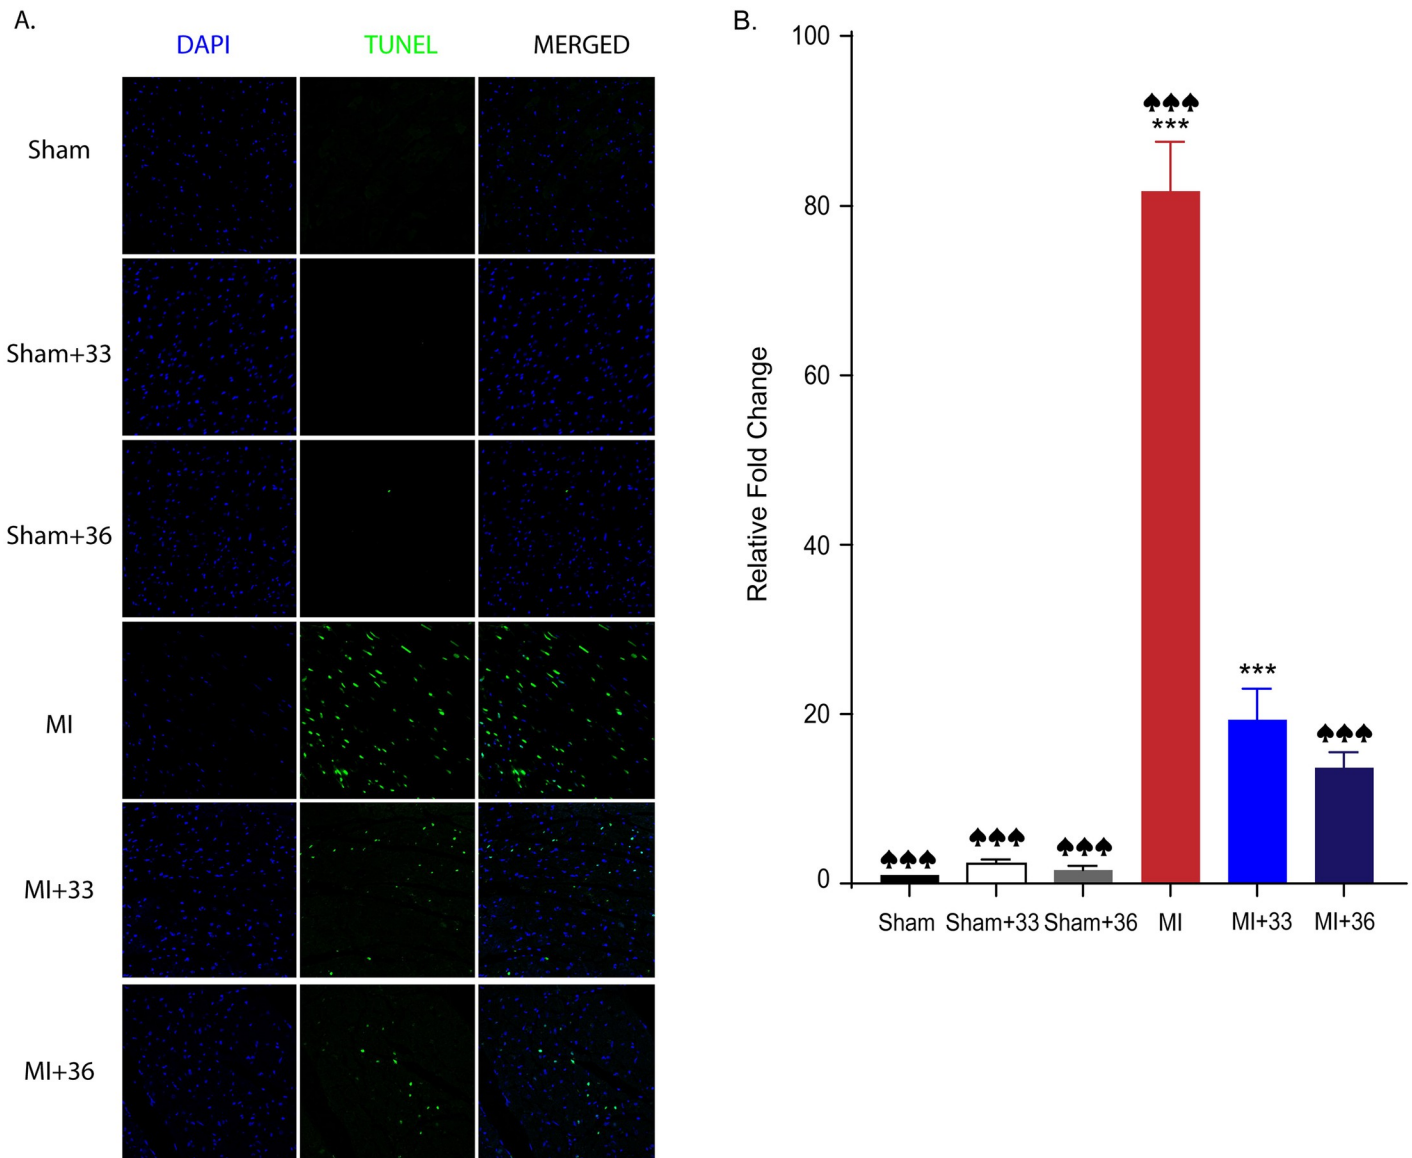 A.
DAPI TUNEL MERGED
Sham
Sham+33
Sham+36
MI
MI+33
MI+36
B.
Relative Fold Change
100
80
60
40
20
0
♠♠♠
♠♠♠
♠♠♠
♠♠♠
***
***
♠♠♠
Sham Sham+33 Sham+36 MI MI+33 MI+36